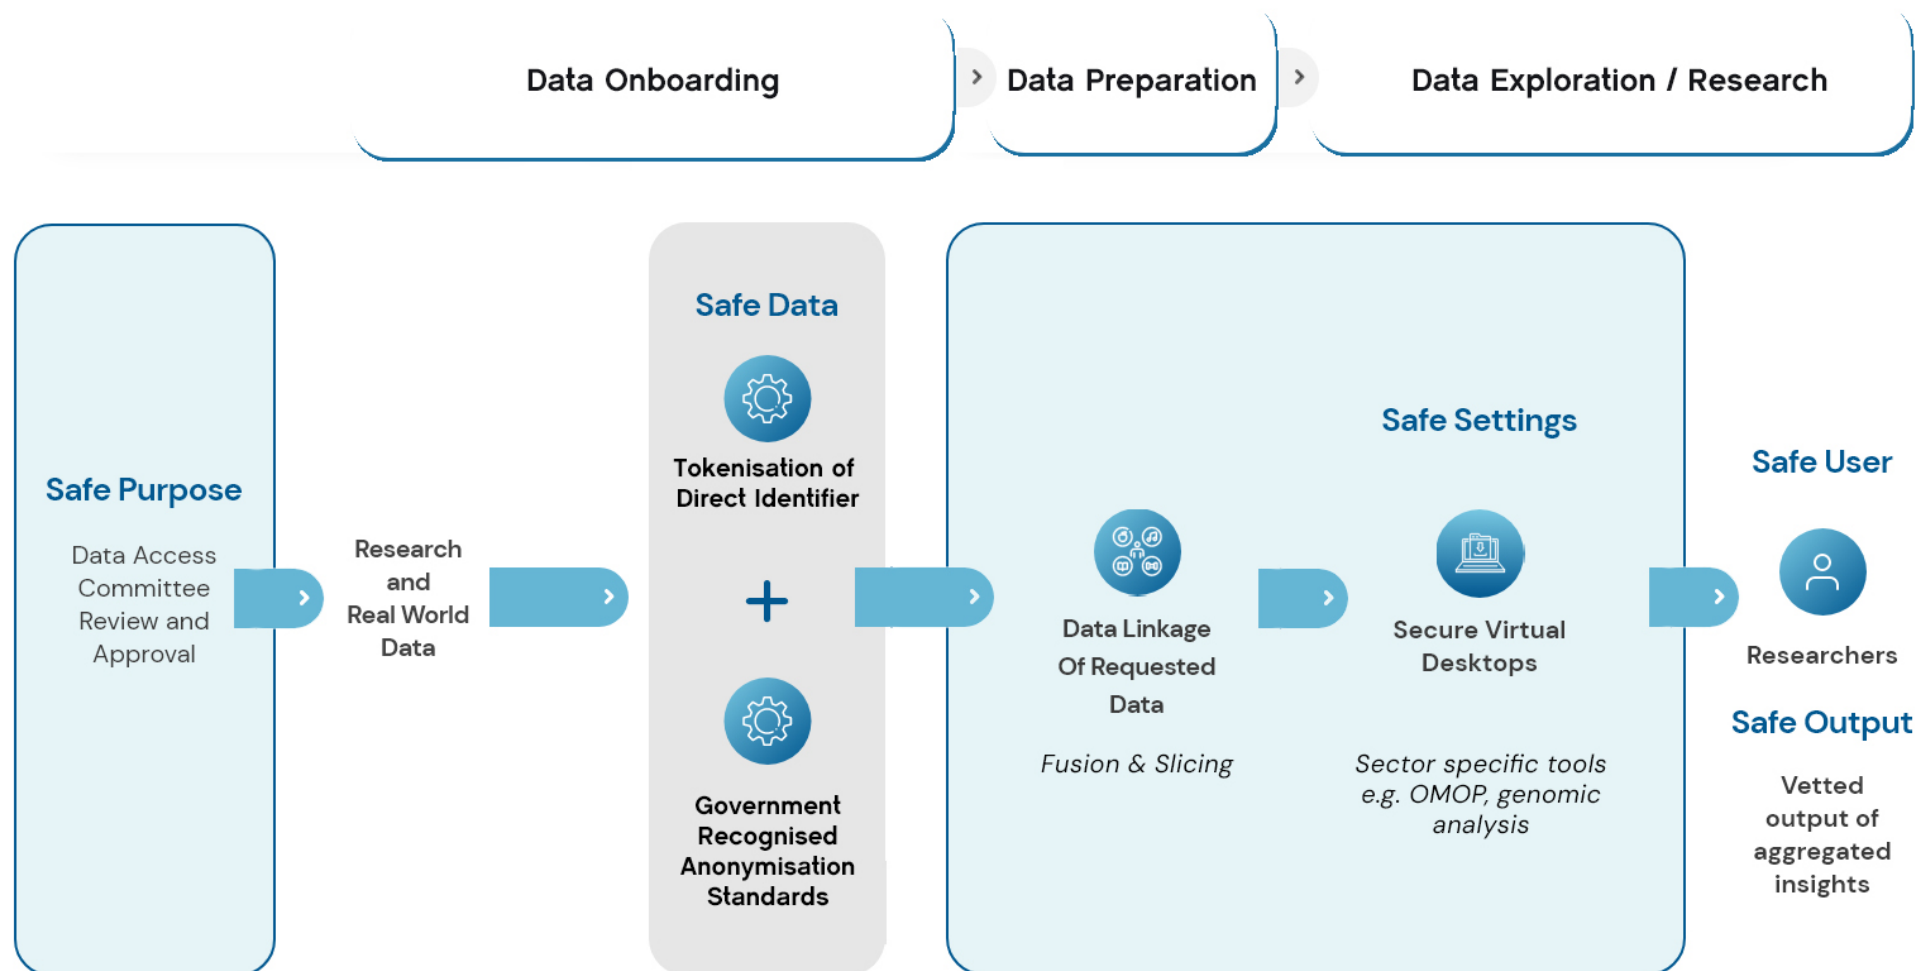 Data Onboarding
Data Preparation
Data Exploration / Research
Safe Purpose
Data Access
Committee
Review and
Approval
Research
and
Real World
Data
Safe Data
Tokenisation of
Direct Identifier
Government
Recognised
Anonymisation
Standards
Safe Settings
Data Linkage
Of Requested
Data
Fusion & Slicing
Secure Virtual
Desktops
Sector specific tools
e.g. OMOP, genomic
analysis
Safe User
Researchers
Safe Output
Vetted
output of
aggregated
insights